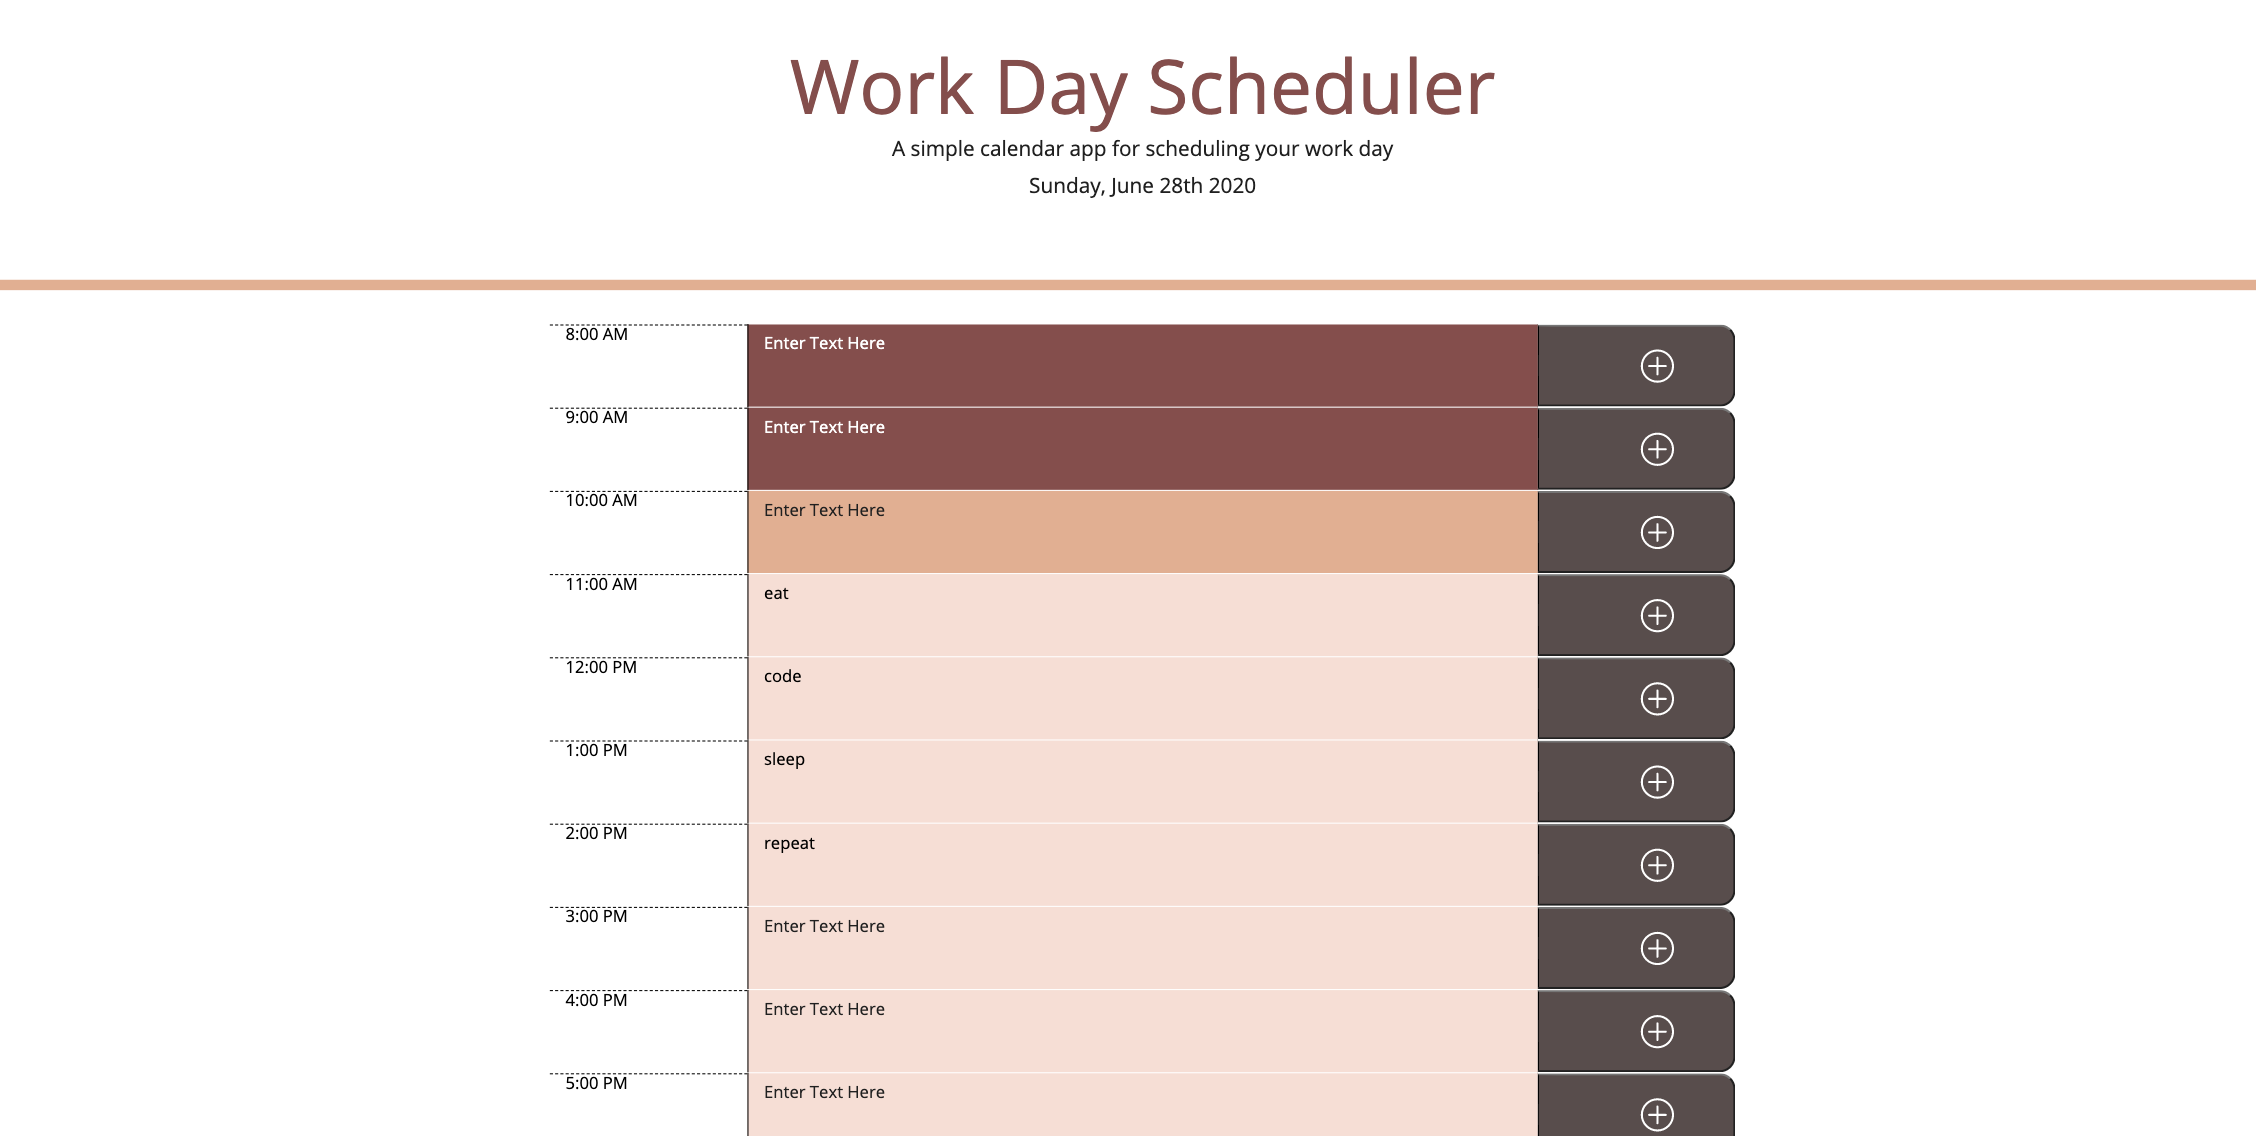 Work Day Scheduler
A simple calendar app for scheduling your work day
Sunday, June 28th 2020
8:00 AM
Enter Text Here
9:00 AM
Enter Text Here
10:00 AM
Enter Text Here
11:00 AM
eat
12:00 PM
code
1:00 PM
sleep
2:00 PM
repeat
3:00 PM
Enter Text Here
4:00 PM
Enter Text Here
5:00 PM
Enter Text Here